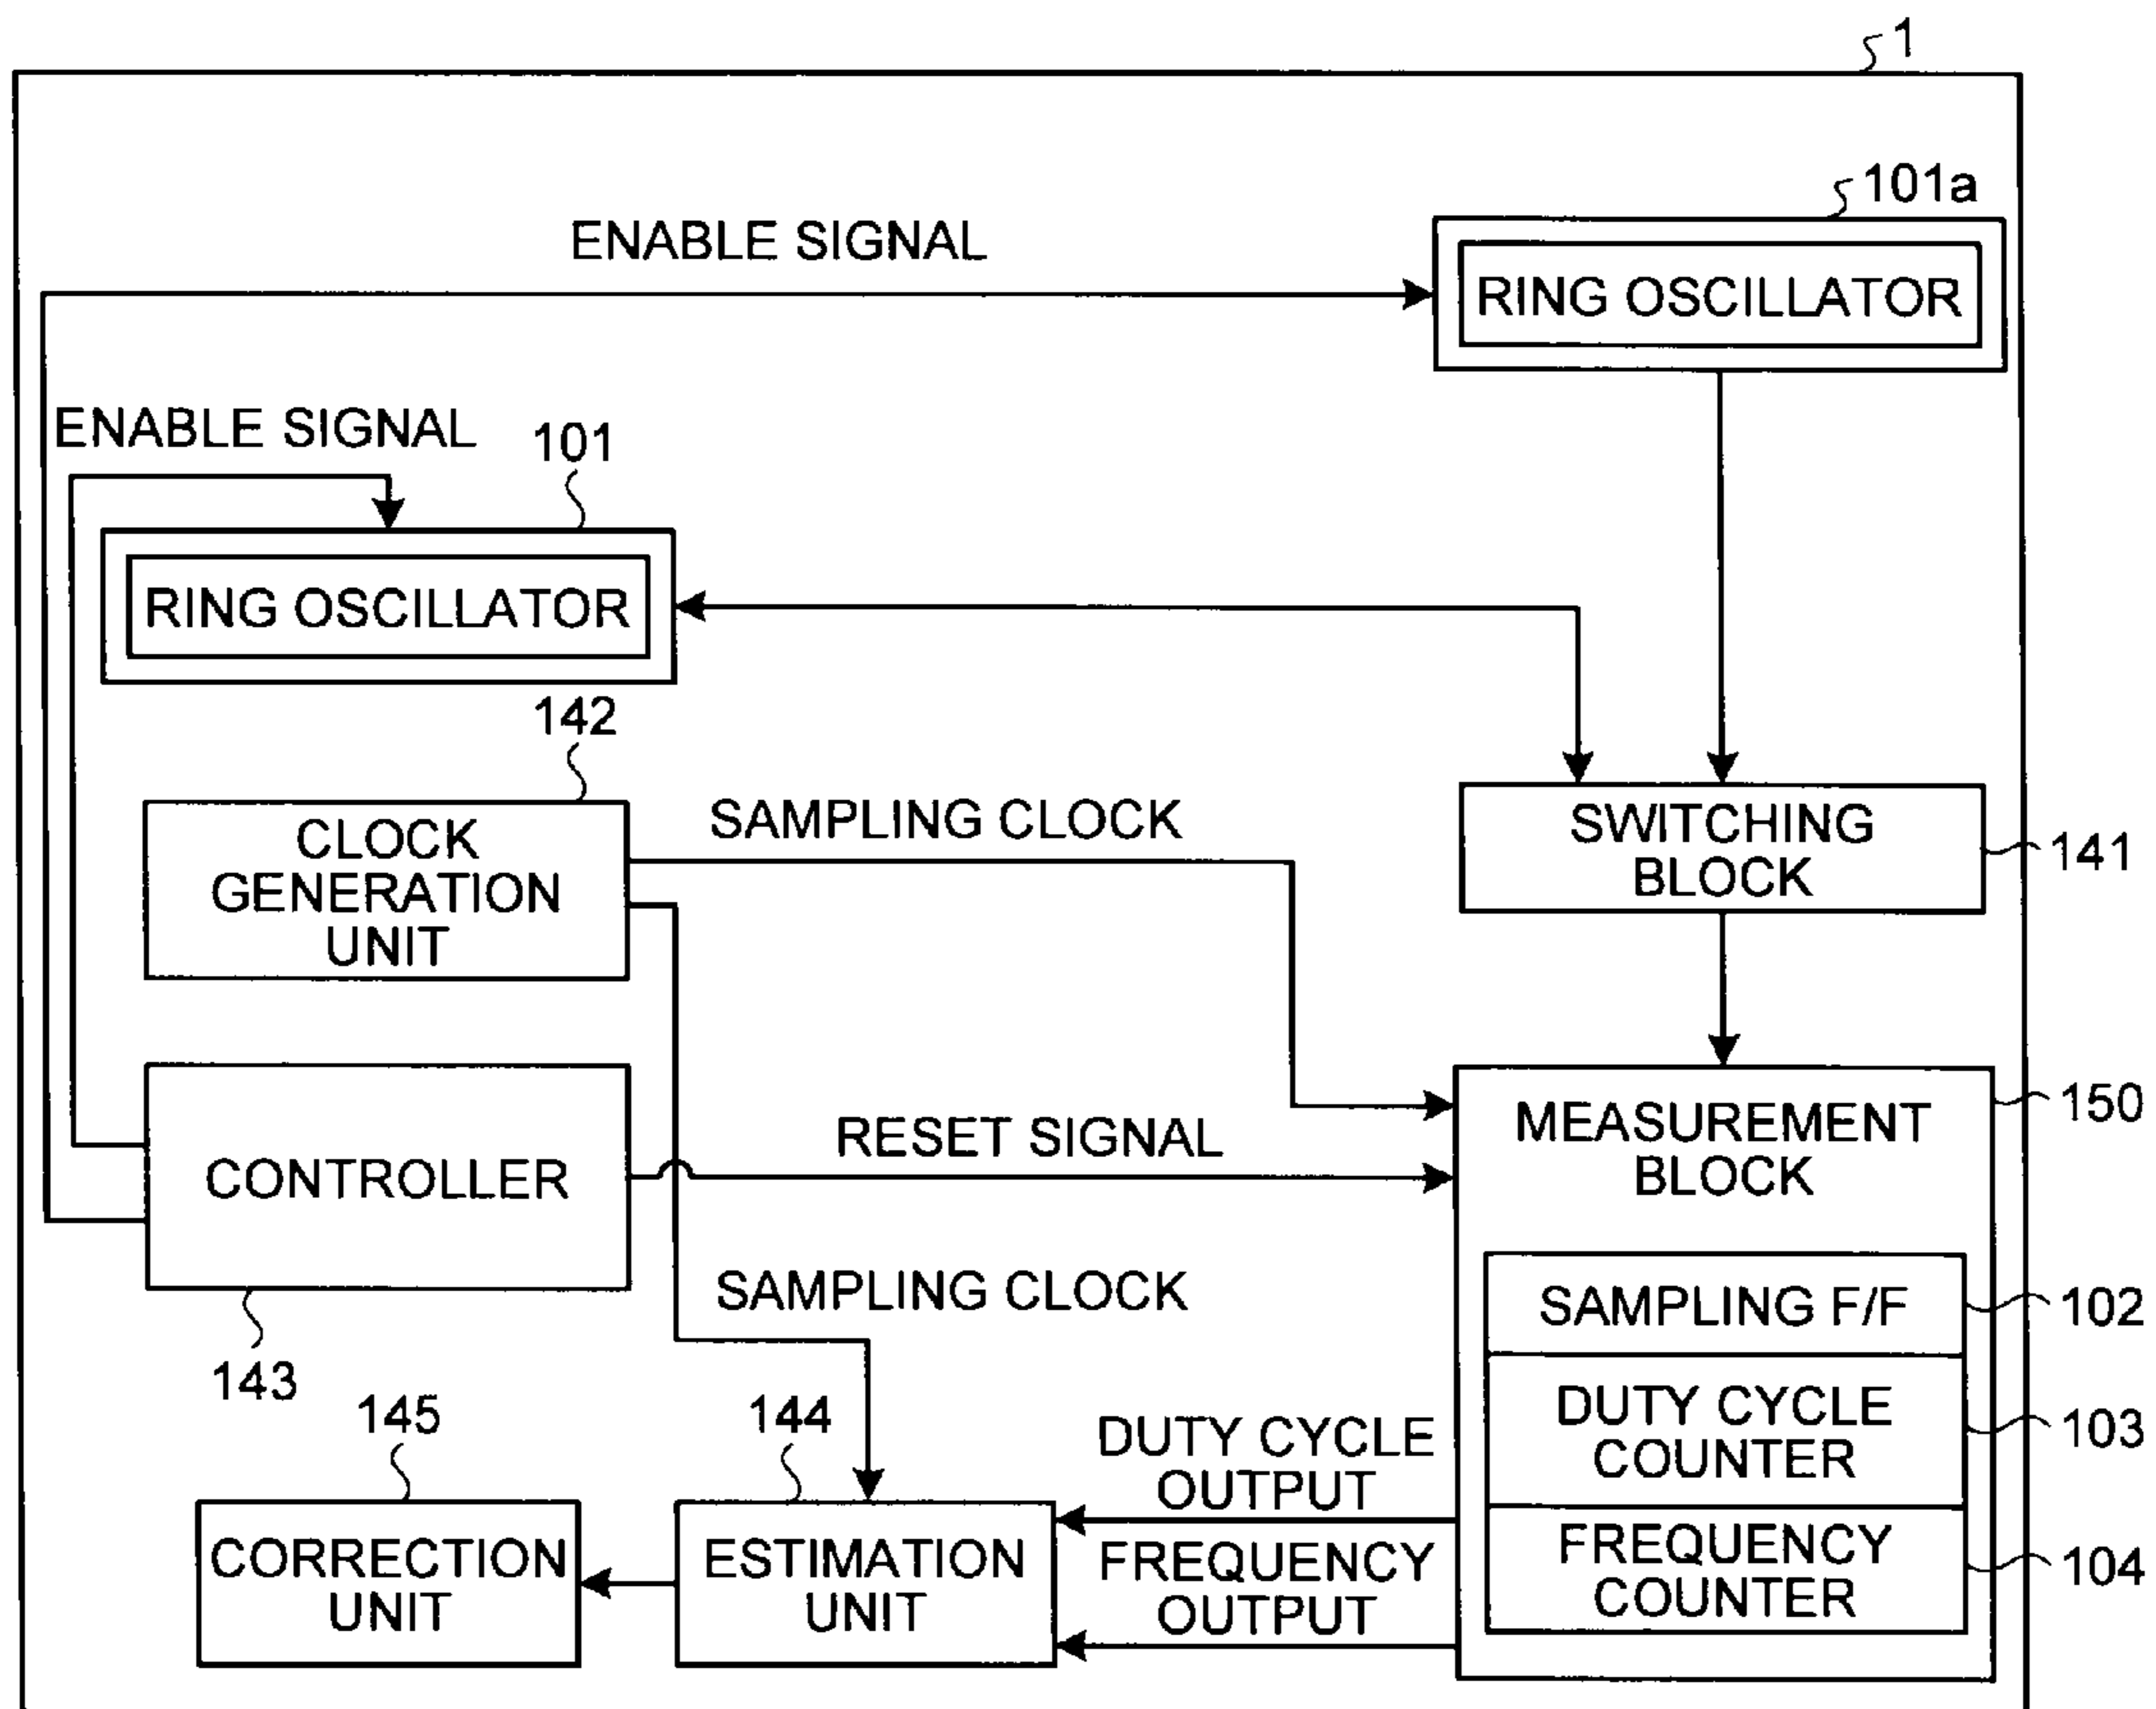 1
101a
ENABLE SIGNAL
RING OSCILLATOR
ENABLE SIGNAL
101
RING OSCILLATOR
142
CLOCK
GENERATION
UNIT
SAMPLING CLOCK
SWITCHING
BLOCK
141
CONTROLLER
143
RESET SIGNAL
SAMPLING CLOCK
MEASUREMENT
BLOCK
150
SAMPLING F/F
102
DUTY CYCLE
COUNTER
103
FREQUENCY
COUNTER
104
145
CORRECTION
UNIT
144
ESTIMATION
UNIT
DUTY CYCLE
OUTPUT
FREQUENCY
OUTPUT